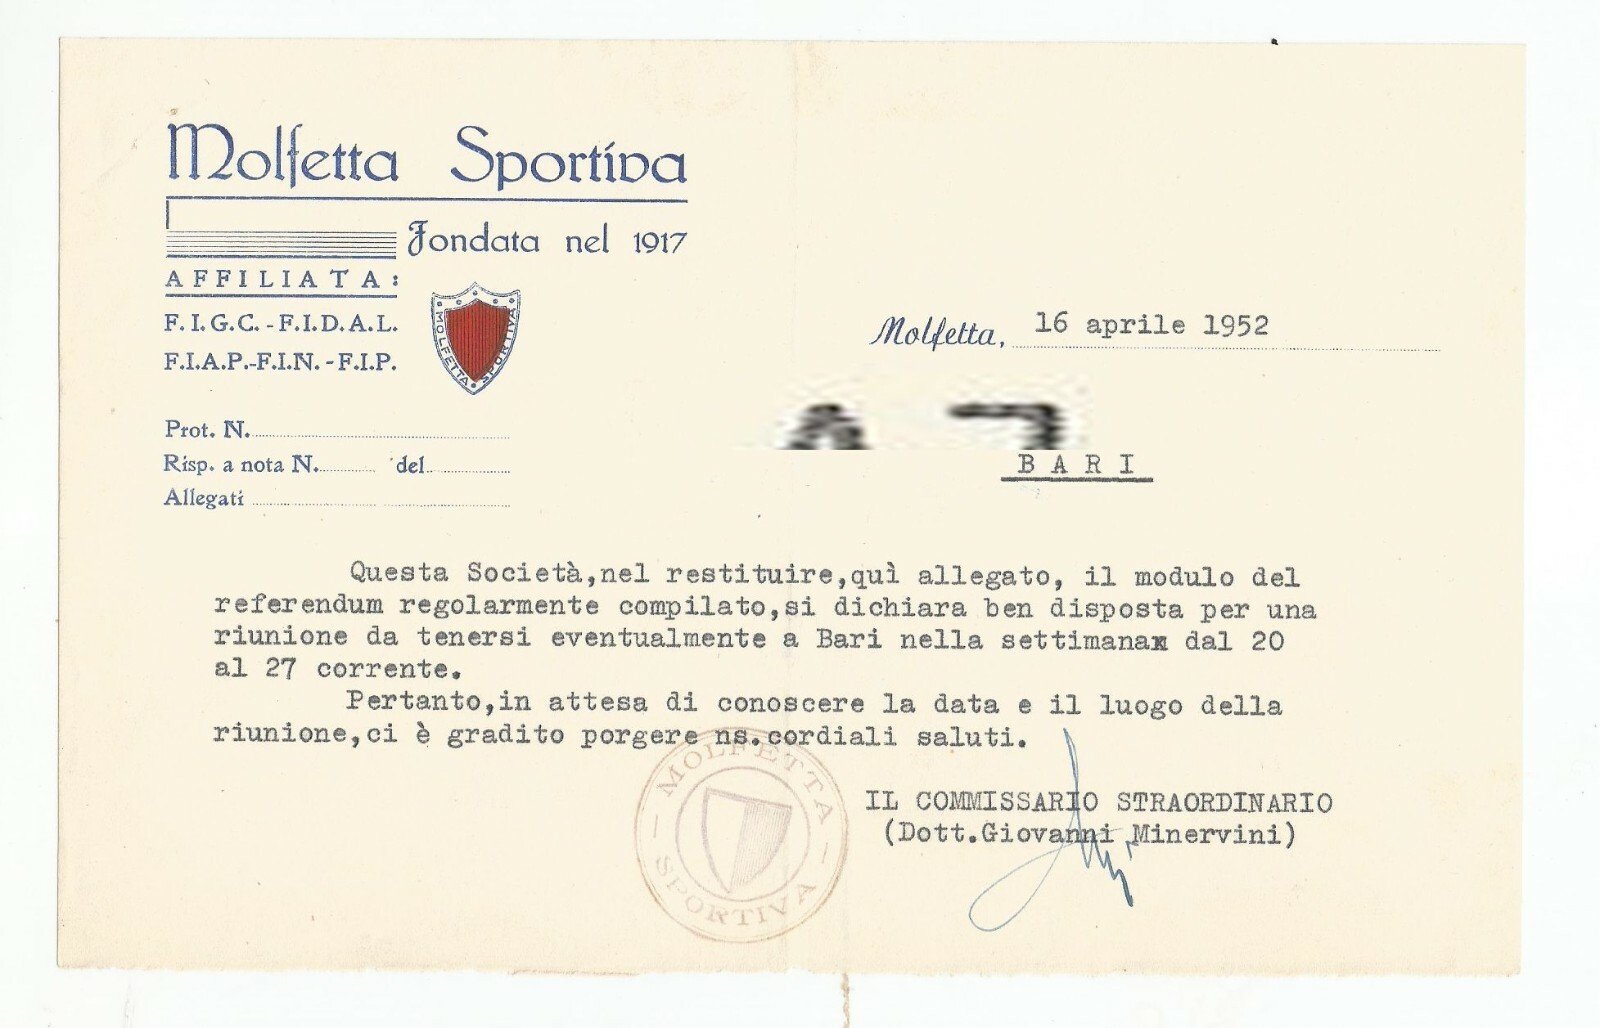 Molfetta Sportiva
Fondata nel 1917
AFFILIATA:
F.I.G.C. - F.I.D.A.L.
F.I.A.P.-F.I.N. - F.I.P.
MOLFETTA SPORTIVA
Molfetta, 16 aprile 1952
Prot. N.
Risp. a nota N. del
Allegati
BARI
Questa Società,nel restituire,quì allegato, il modulo del
referendum regolarmente compilato,si dichiara ben disposta per una
riunione da tenersi eventualmente a Bari nella settimanax dal 20
al 27 corrente.
Pertanto,in attesa di conoscere la data e il luogo della
riunione,ci è gradito porgere ns.cordiali saluti.
MOLFETTA SPORTIVA
IL COMMISSARIO STRAORDINARIO
(Dott.Giovanni Minervini)